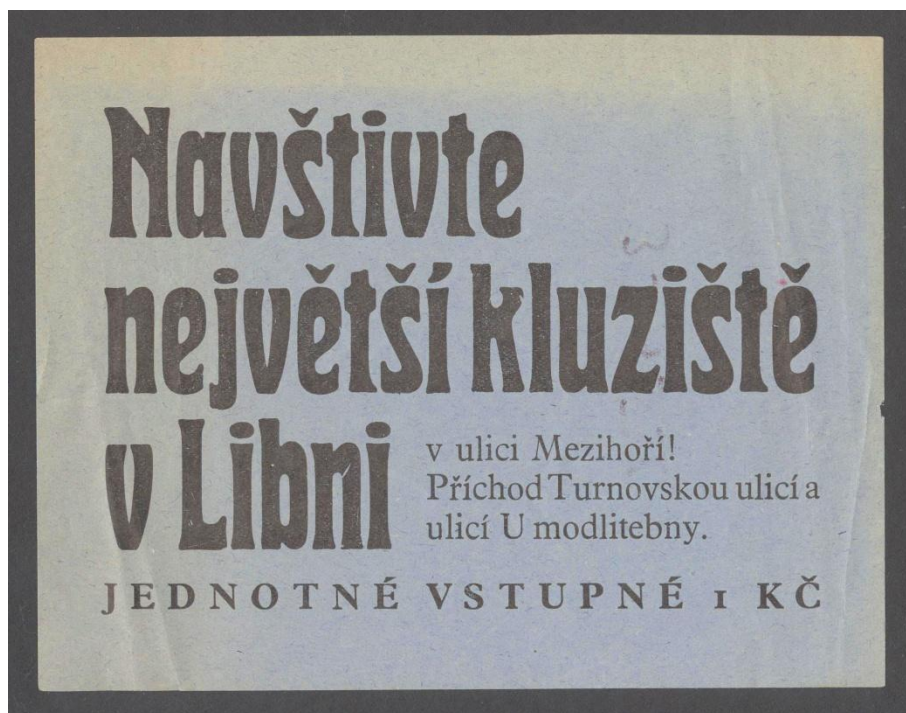 Navštivte
největší kluziště
v Libni
v ulici Mezihoří!
Příchod Turnovskou ulicí a
ulicí U modlitebny.
JEDNOTNÉ VSTUPNÉ 1 KČ